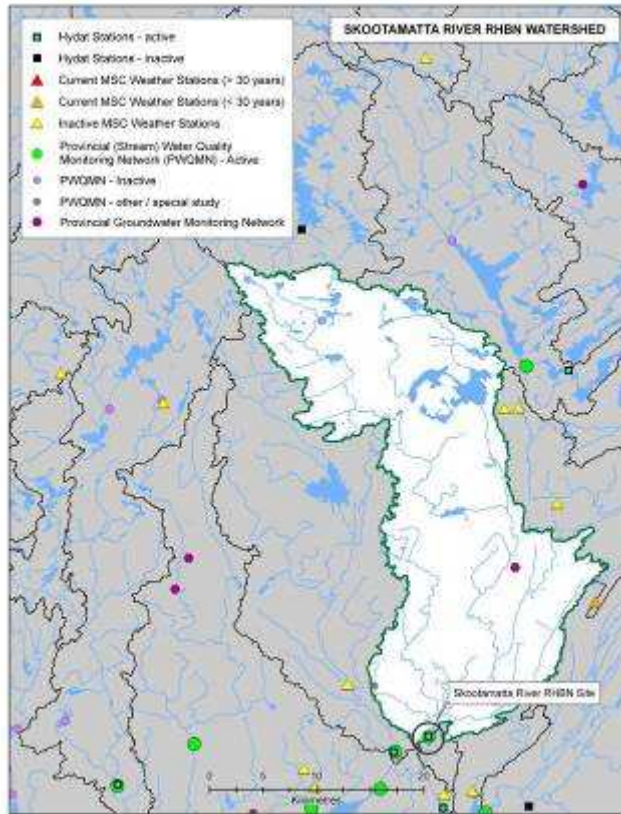 SKOOTAMATTA RIVER RHBN WATERSHED
Hydat Stations - active
Hydat Stations - inactive
Current MSC Weather Stations (> 30 years)
Current MSC Weather Stations (< 30 years)
Inactive MSC Weather Stations
Provincial (Stream) Water Quality
Monitoring Network (PWQMN) - Active
PWQMN - Inactive
PWQMN - other / special study
Provincial Groundwater Monitoring Network
Skootamatta River RHBN Site
0 5 10 20
Kilometres